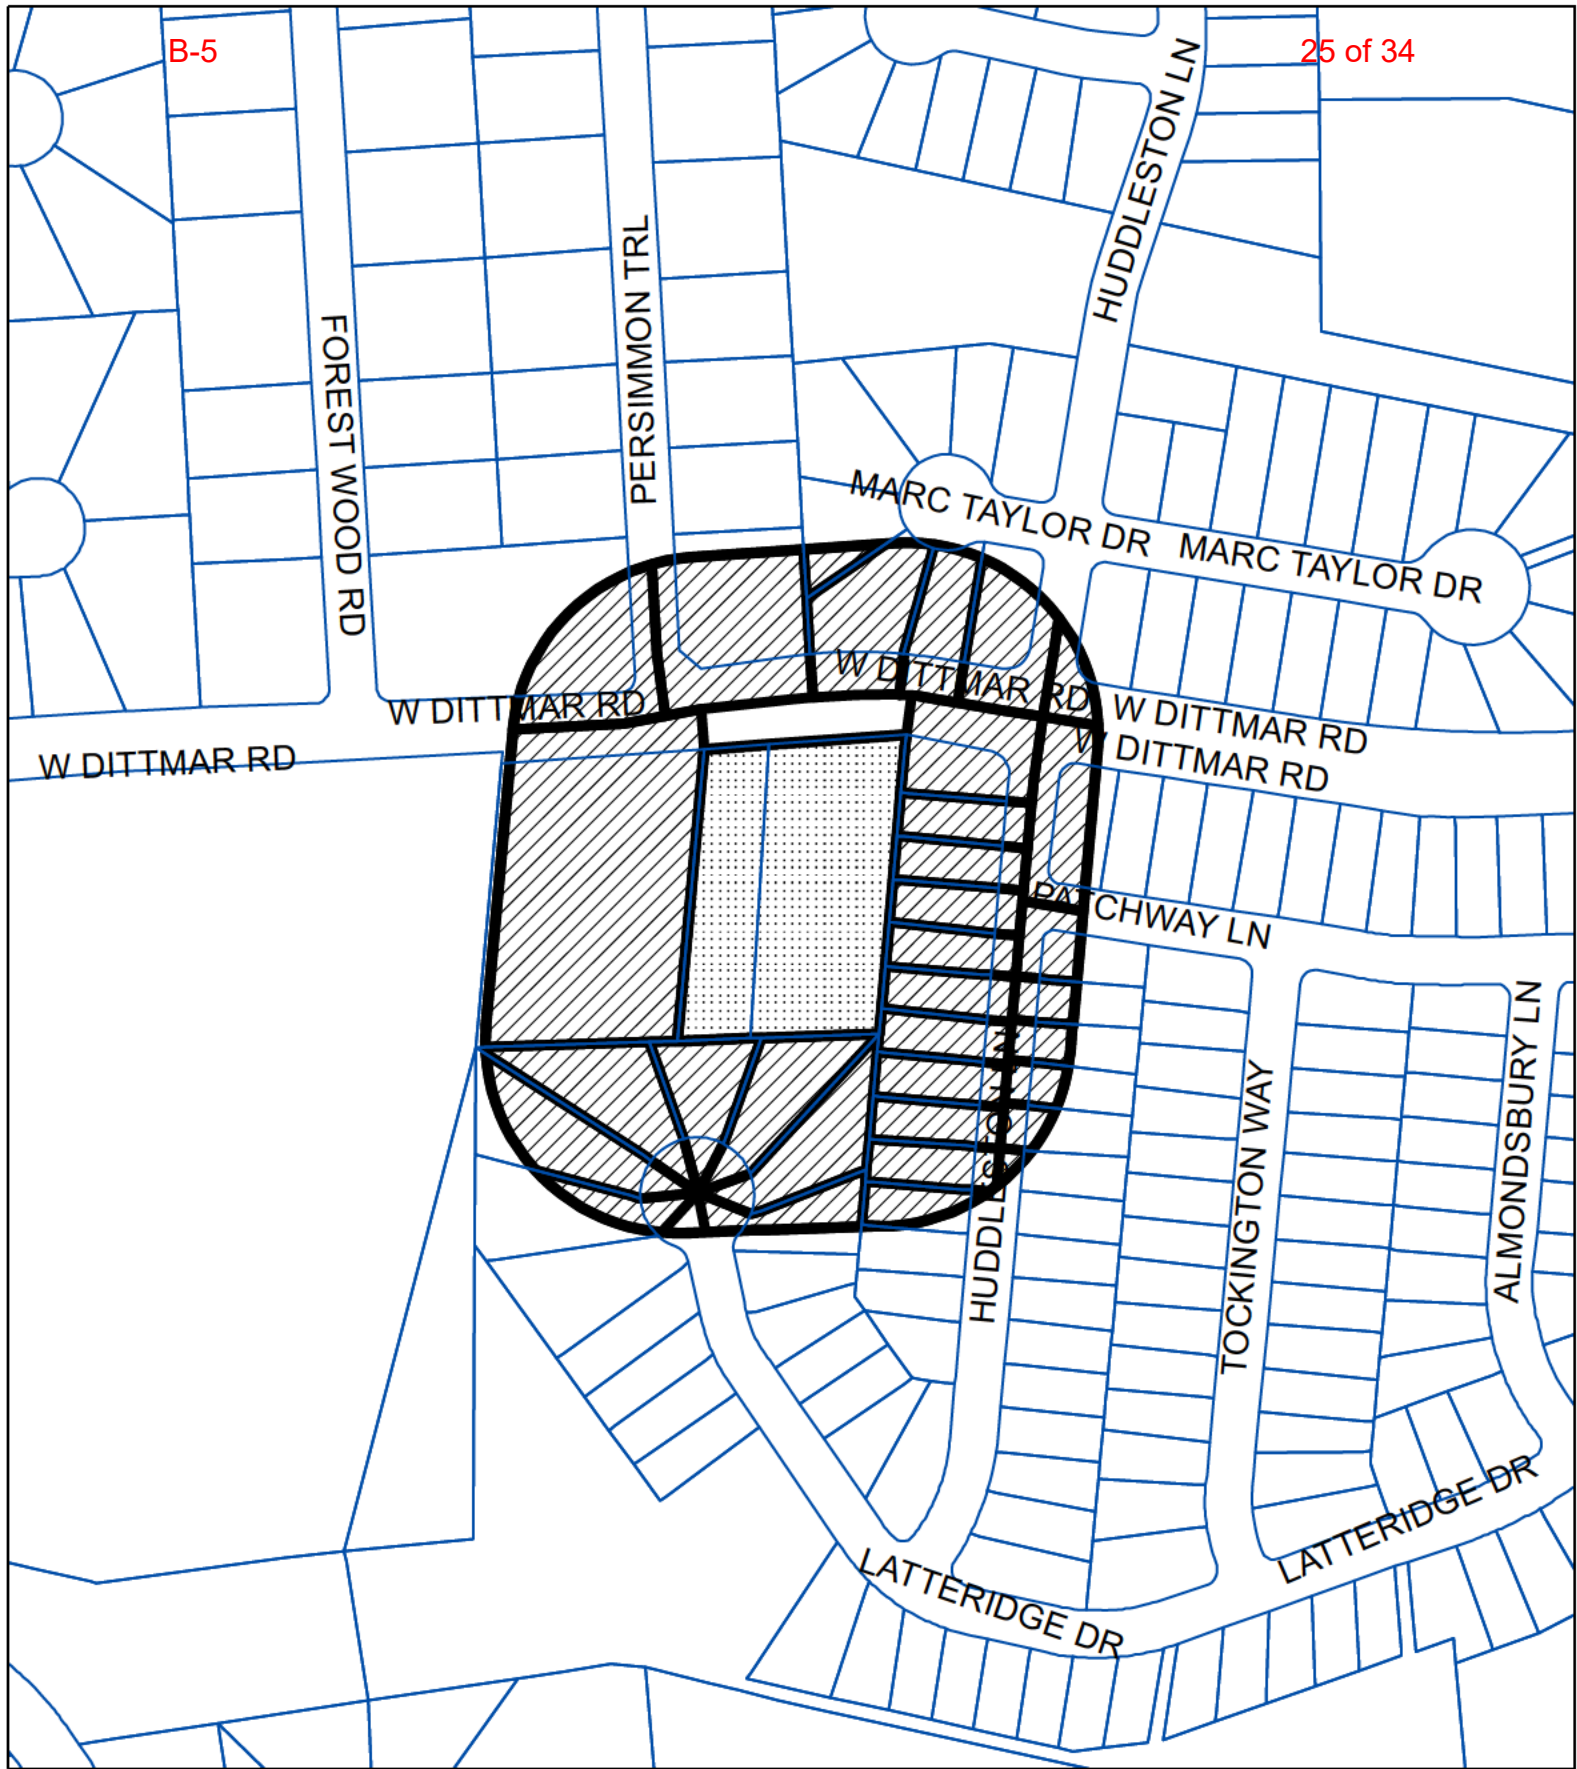 B-5
25 of 34
HUDDLESTON LN
PERSIMMON TRL
FOREST WOOD RD
MARC TAYLOR DR
MARC TAYLOR DR
W DITTMAR RD
W DITTMAR RD
W DITTMAR RD
W DITTMAR RD
W DITTMAR RD
PATCHWAY LN
HUDDLESTON LN
TOCKINGTON WAY
ALMONDSBURY LN
LATTERIDGE DR
LATTERIDGE DR